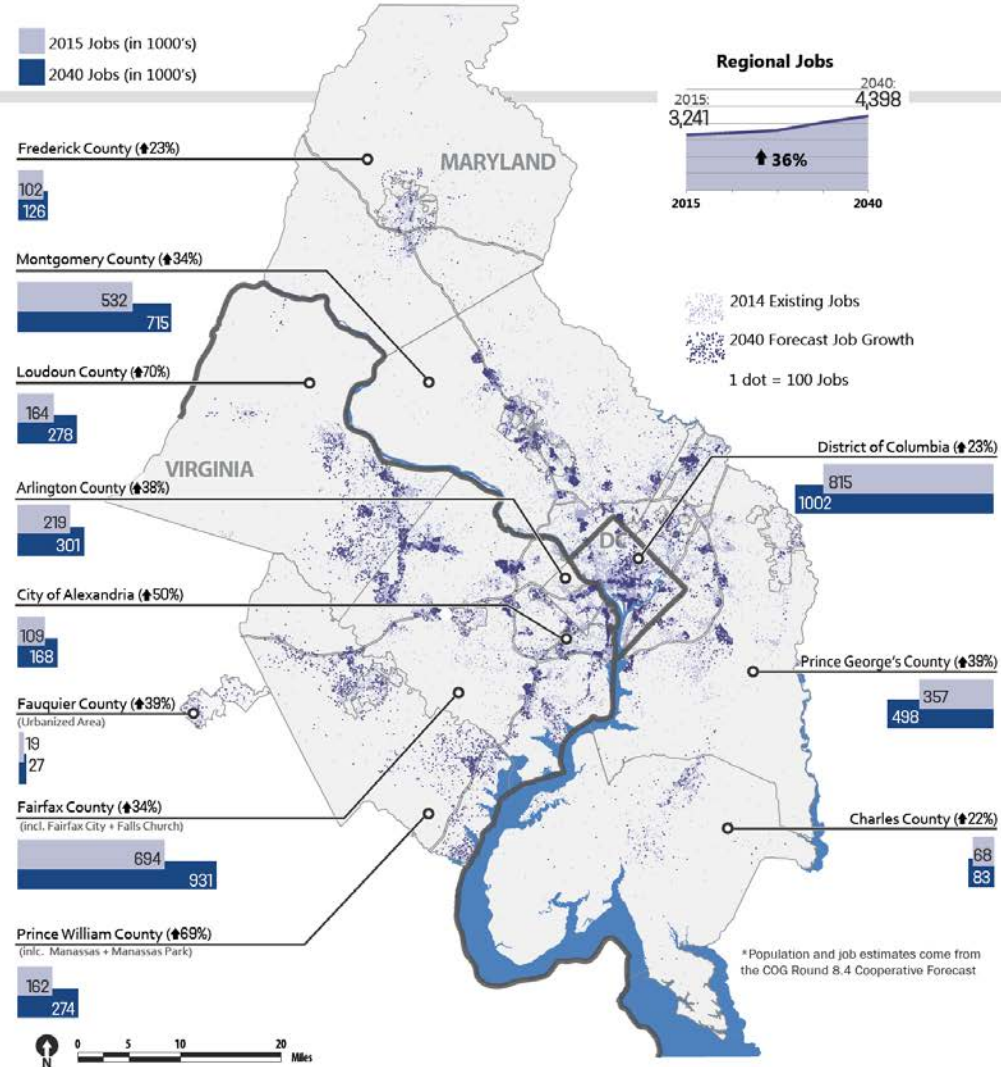 2015 Jobs (in 1000's)
2040 Jobs (in 1000's)
Regional Jobs
2015:
3,241
2040:
4,398
⬆ 36%
2015
2040
Frederick County (⬆23%)
102
126
MARYLAND
Montgomery County (⬆34%)
532
715
2014 Existing Jobs
2040 Forecast Job Growth
1 dot = 100 Jobs
Loudoun County (⬆70%)
164
278
VIRGINIA
District of Columbia (⬆23%)
815
1002
Arlington County (⬆38%)
219
301
DC
City of Alexandria (⬆50%)
109
168
Prince George's County (⬆39%)
357
498
Fauquier County (⬆39%)
(Urbanized Area)
19
27
Fairfax County (⬆34%)
(incl. Fairfax City + Falls Church)
694
931
Charles County (⬆22%)
68
83
Prince William County (⬆69%)
(inlc. Manassas + Manassas Park)
162
274
*Population and job estimates come from
the COG Round 8.4 Cooperative Forecast
N
0 5 10 20
Miles